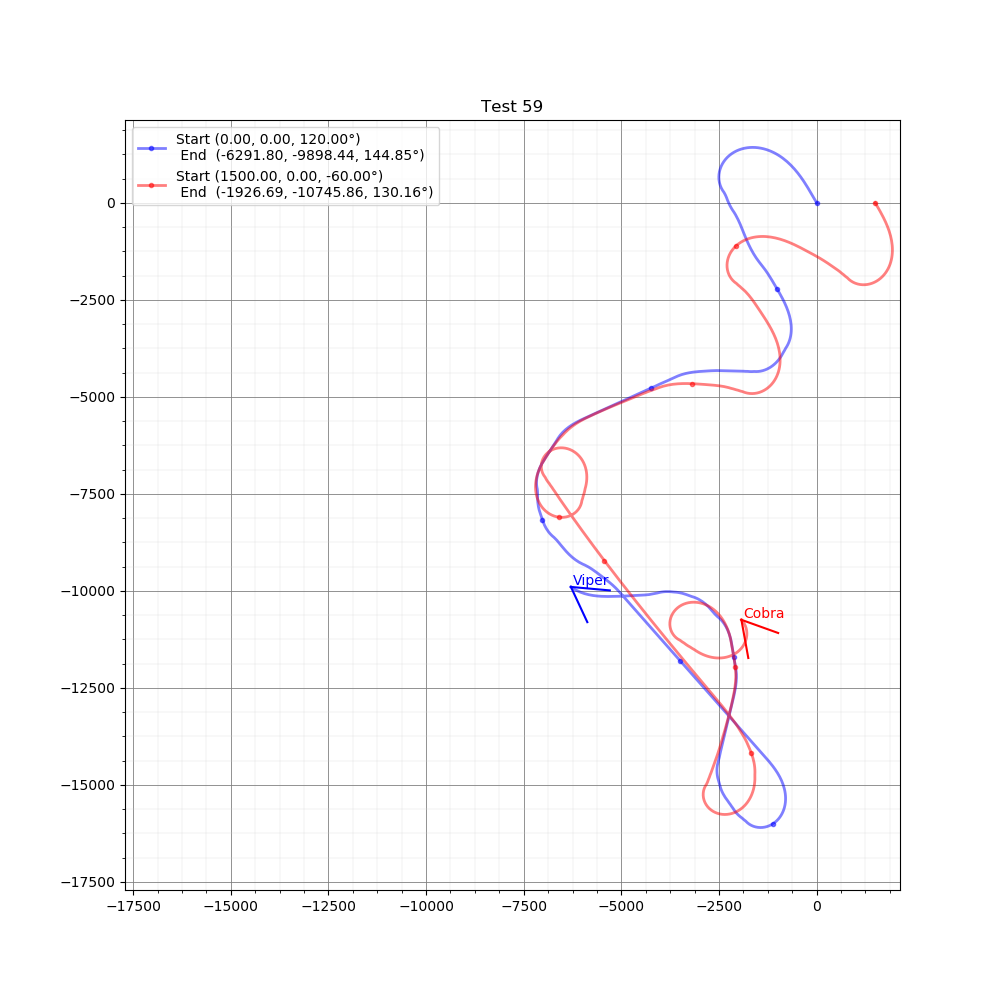 Test 59
Start (0.00, 0.00, 120.00°)
End  (-6291.80, -9898.44, 144.85°)
Start (1500.00, 0.00, -60.00°)
End  (-1926.69, -10745.86, 130.16°)
0
−2500
−5000
−7500
−10000
−12500
−15000
−17500
Viper
Cobra
−17500 −15000 −12500 −10000 −7500 −5000 −2500 0